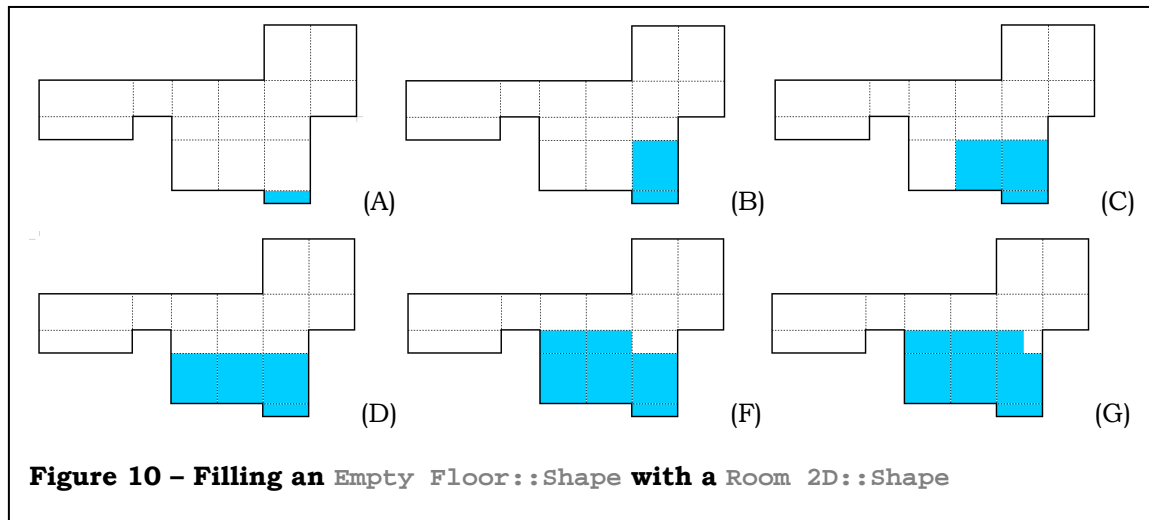 (A) (B) (C)
(D) (F) (G)
Figure 10 – Filling an Empty Floor::Shape with a Room 2D::Shape